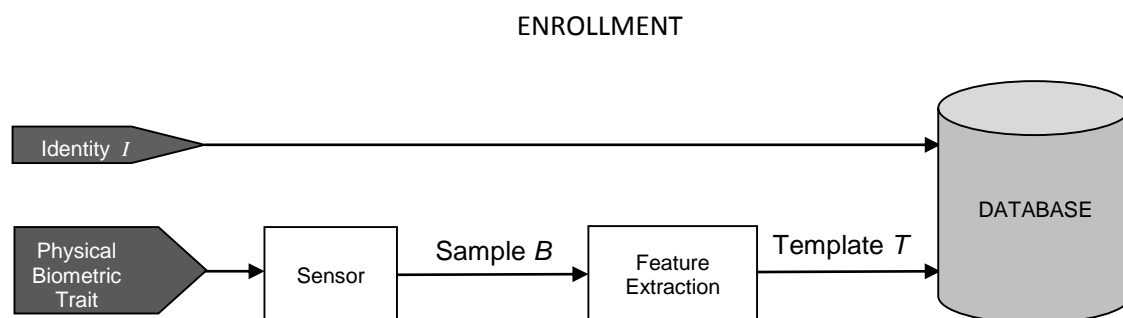 ENROLLMENT
Identity I
DATABASE
Physical
Biometric
Trait
Sensor
Sample B
Feature
Extraction
Template T